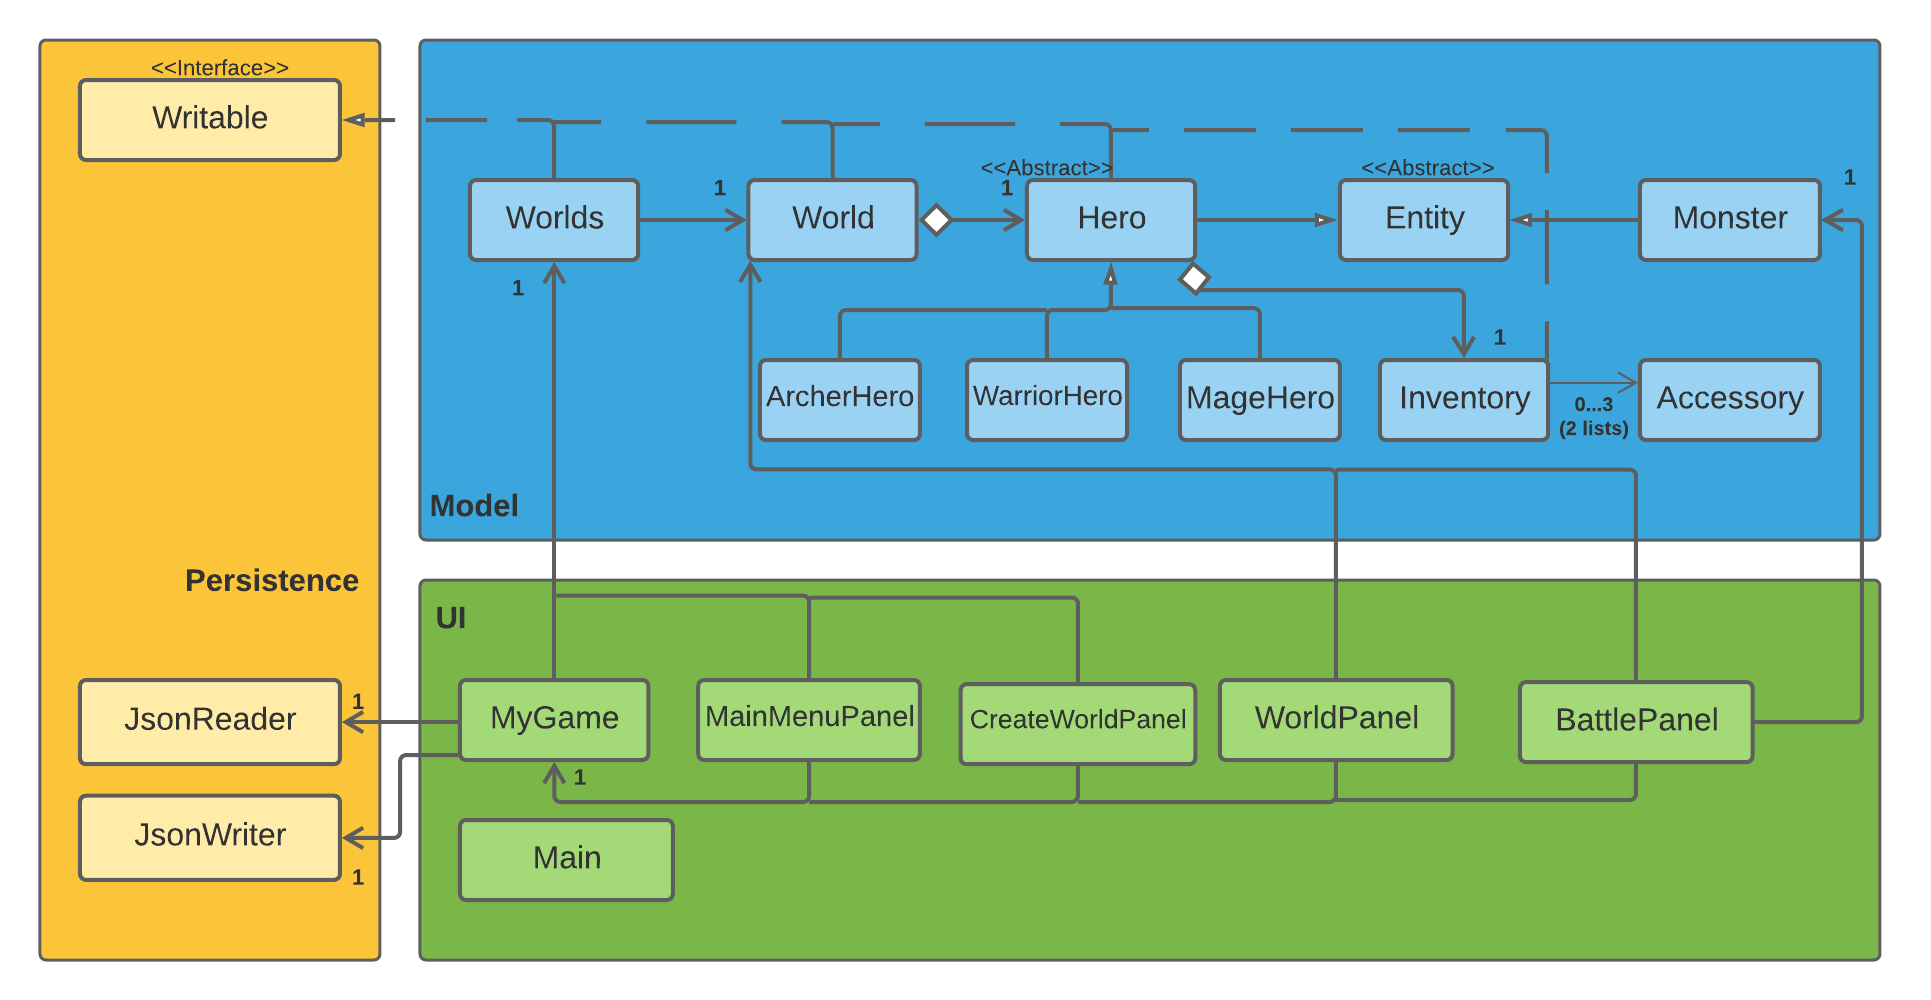 <<Interface>>
Writable
Persistence
JsonReader
1
JsonWriter
1
<<Abstract>>
<<Abstract>>
1
1
1
Worlds
World
Hero
Entity
Monster
1
1
ArcherHero
WarriorHero
MageHero
Inventory
0...3
(2 lists)
Accessory
Model
UI
MyGame
MainMenuPanel
CreateWorldPanel
WorldPanel
BattlePanel
1
Main